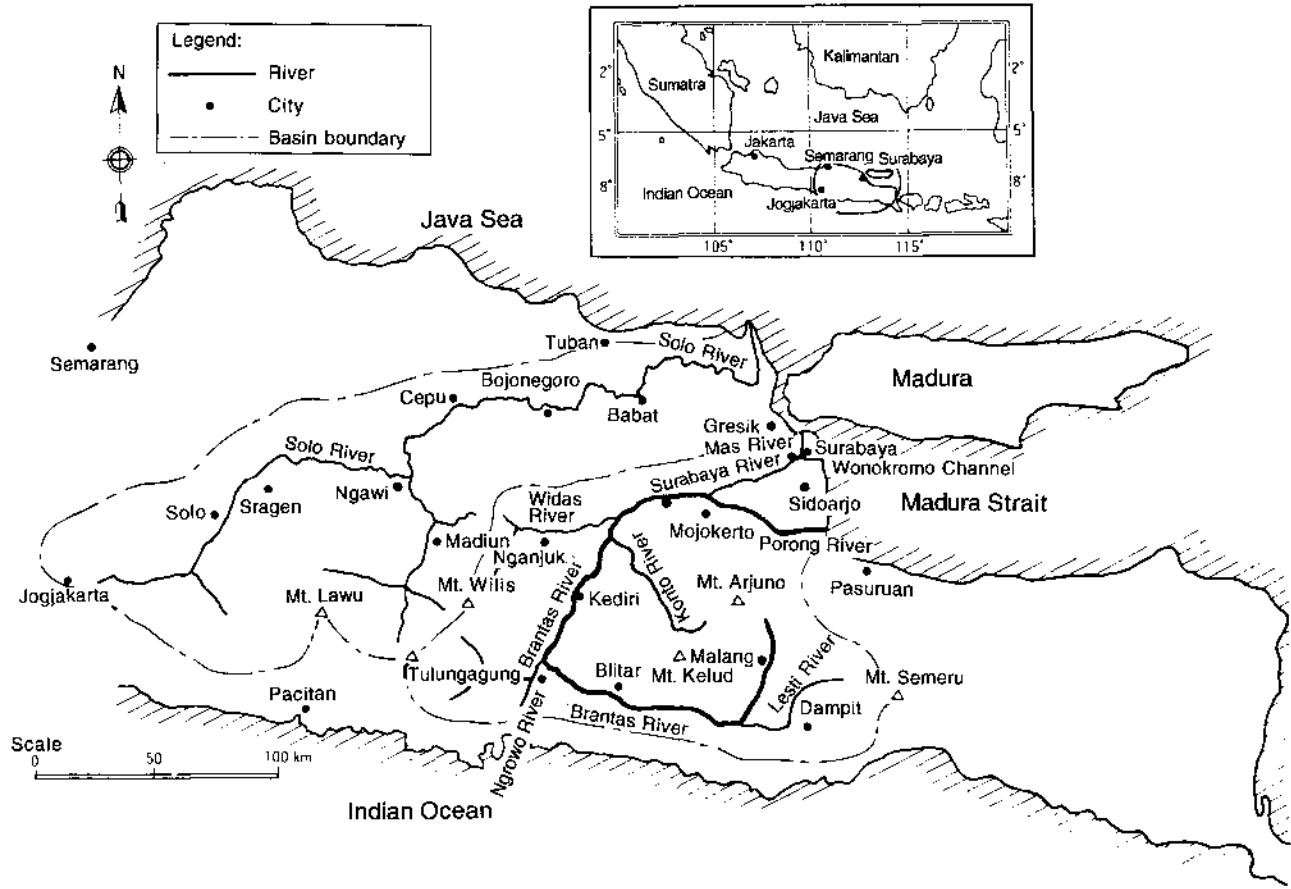 Legend:
River
City
Basin boundary
N
2°
5°
8°
2°
5°
8°
Kalimantan
Sumatra
Java Sea
Jakarta
Semarang
Surabaya
Indian Ocean
Jogjakarta
105°
110°
115°
Java Sea
Semarang
Tuban
Solo River
Madura
Bojonegoro
Cepu
Babat
Gresik
Mas River
Surabaya
Wonokromo Channel
Solo River
Surabaya River
Ngawi
Sragen
Solo
Widas
River
Sidoarjo
Madura Strait
Mojokerto
Porong River
Madiun
Nganjuk
Konto River
Mt. Arjuno
Pasuruan
Jogjakarta
Mt. Lawu
Mt. Wilis
Kediri
Brantas River
Tulungagung
Blitar
Malang
Mt. Kelud
Lesti River
Mt. Semeru
Pacitan
Brantas River
Dampit
Ngrowo River
Scale
0
50
100 km
Indian Ocean